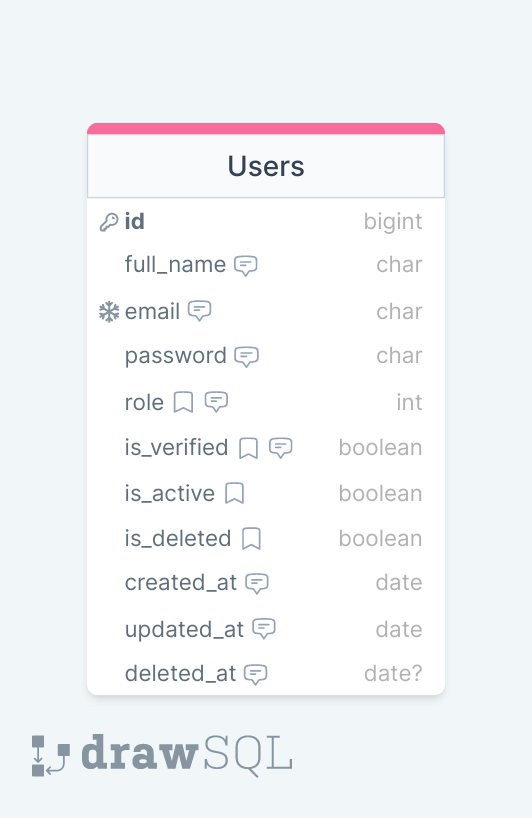 Users
id bigint
full_name char
email char
password char
role int
is_verified boolean
is_active boolean
is_deleted boolean
created_at date
updated_at date
deleted_at date?
drawSQL